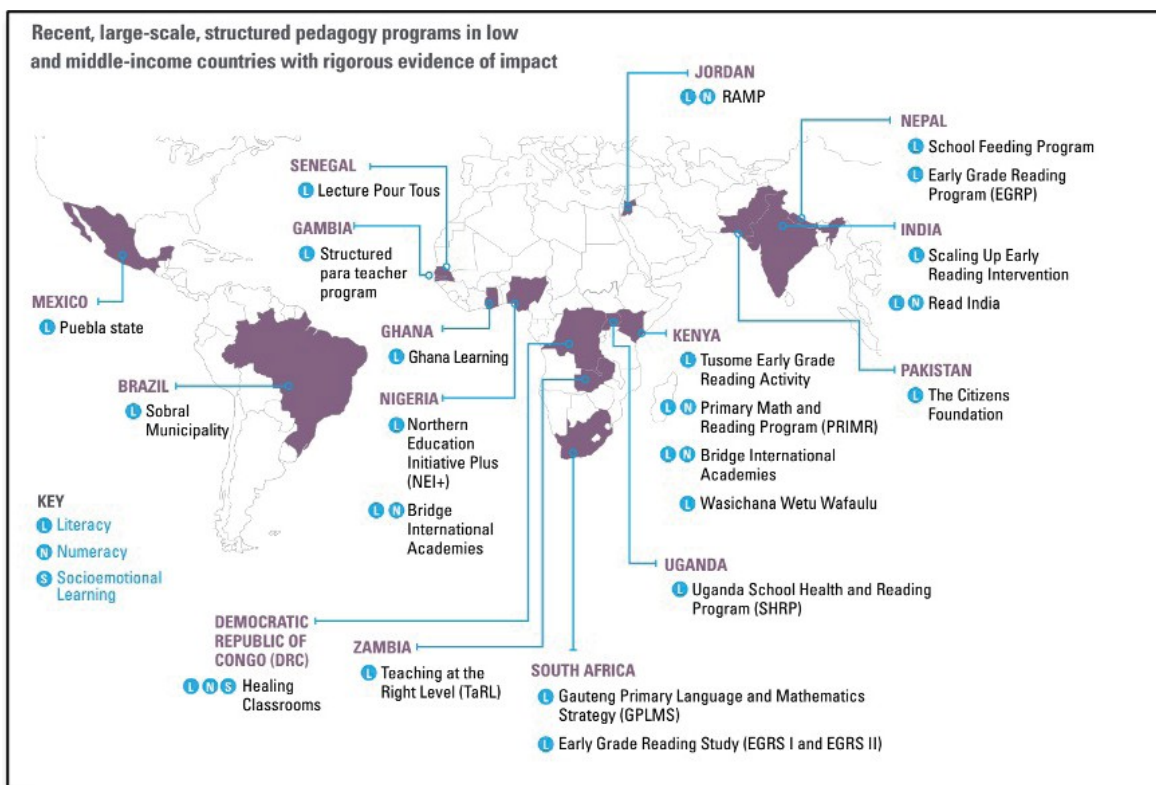 Recent, large-scale, structured pedagogy programs in low
and middle-income countries with rigorous evidence of impact
JORDAN
L N RAMP
NEPAL
L School Feeding Program
L Early Grade Reading
Program (EGRP)
SENEGAL
L Lecture Pour Tous
GAMBIA
L Structured
para teacher
program
INDIA
L Scaling Up Early
Reading Intervention
L N Read India
MEXICO
L Puebla state
GHANA
L Ghana Learning
KENYA
L Tusome Early Grade
Reading Activity
L N Primary Math and
Reading Program (PRIMR)
L N Bridge International
Academies
L Wasichana Wetu Wafaulu
PAKISTAN
L The Citizens
Foundation
BRAZIL
L Sobral
Municipality
NIGERIA
L Northern
Education
Initiative Plus
(NEI+)
L N Bridge
International
Academies
KEY
L Literacy
N Numeracy
S Socioemotional
Learning
UGANDA
L Uganda School Health and Reading
Program (SHRP)
DEMOCRATIC
REPUBLIC OF
CONGO (DRC)
L N S Healing
Classrooms
ZAMBIA
L Teaching at the
Right Level (TaRL)
SOUTH AFRICA
L Gauteng Primary Language and Mathematics
Strategy (GPLMS)
L Early Grade Reading Study (EGRS I and EGRS II)